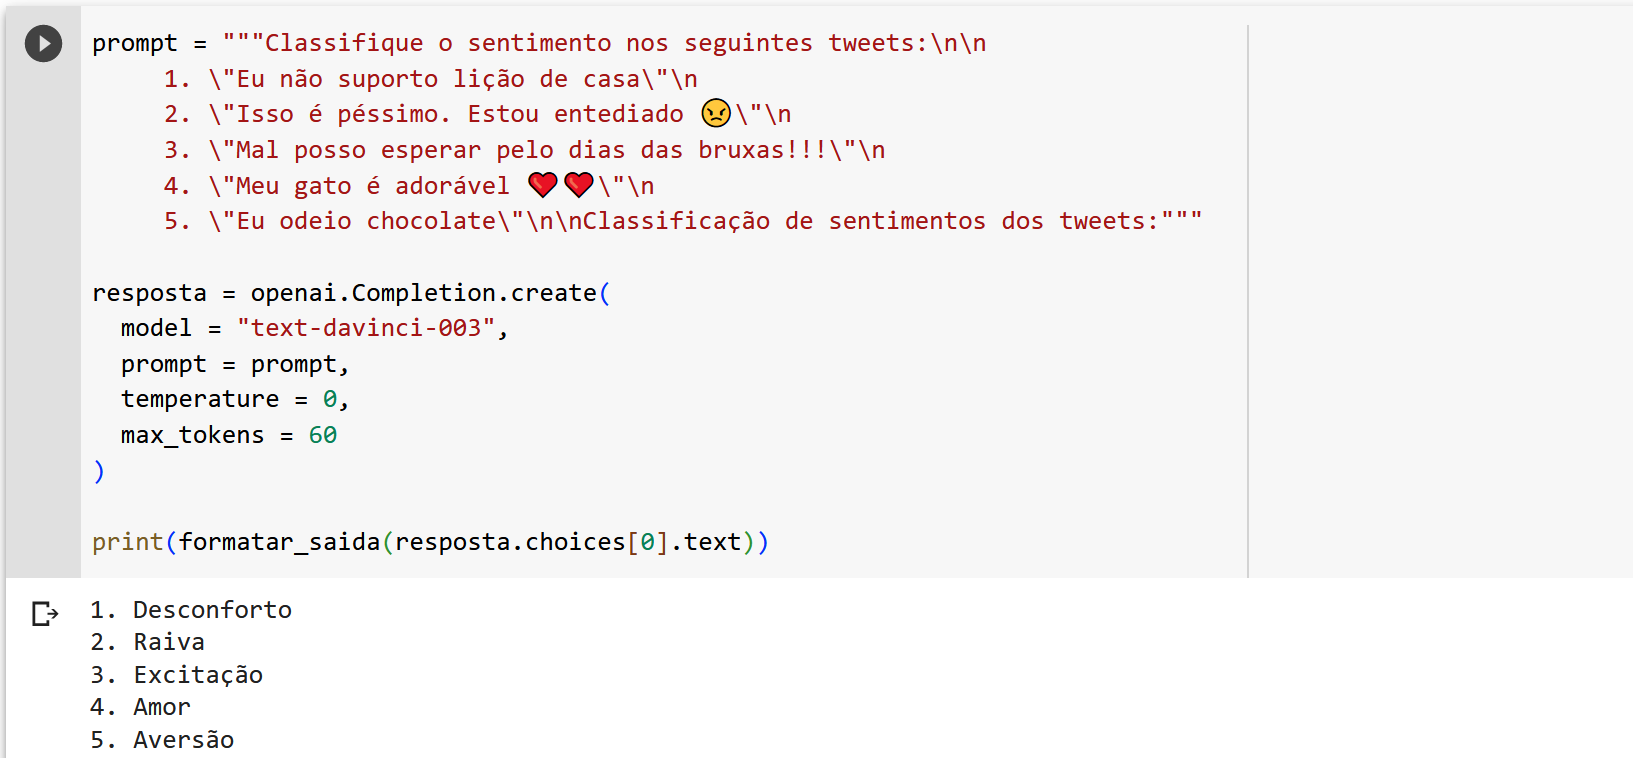 prompt = """Classifique o sentimento nos seguintes tweets:\n\n
1. \"Eu não suporto lição de casa\"\n
2. \"Isso é péssimo. Estou entediado 😠\"\n
3. \"Mal posso esperar pelo dias das bruxas!!!\"\n
4. \"Meu gato é adorável ❤️❤️\"\n
5. \"Eu odeio chocolate\"\n\nClassificação de sentimentos dos tweets:"""
resposta = openai.Completion.create(
model = "text-davinci-003",
prompt = prompt,
temperature = 0,
max_tokens = 60
)
print(formatar_saida(resposta.choices[0].text))
1. Desconforto
2. Raiva
3. Excitação
4. Amor
5. Aversão